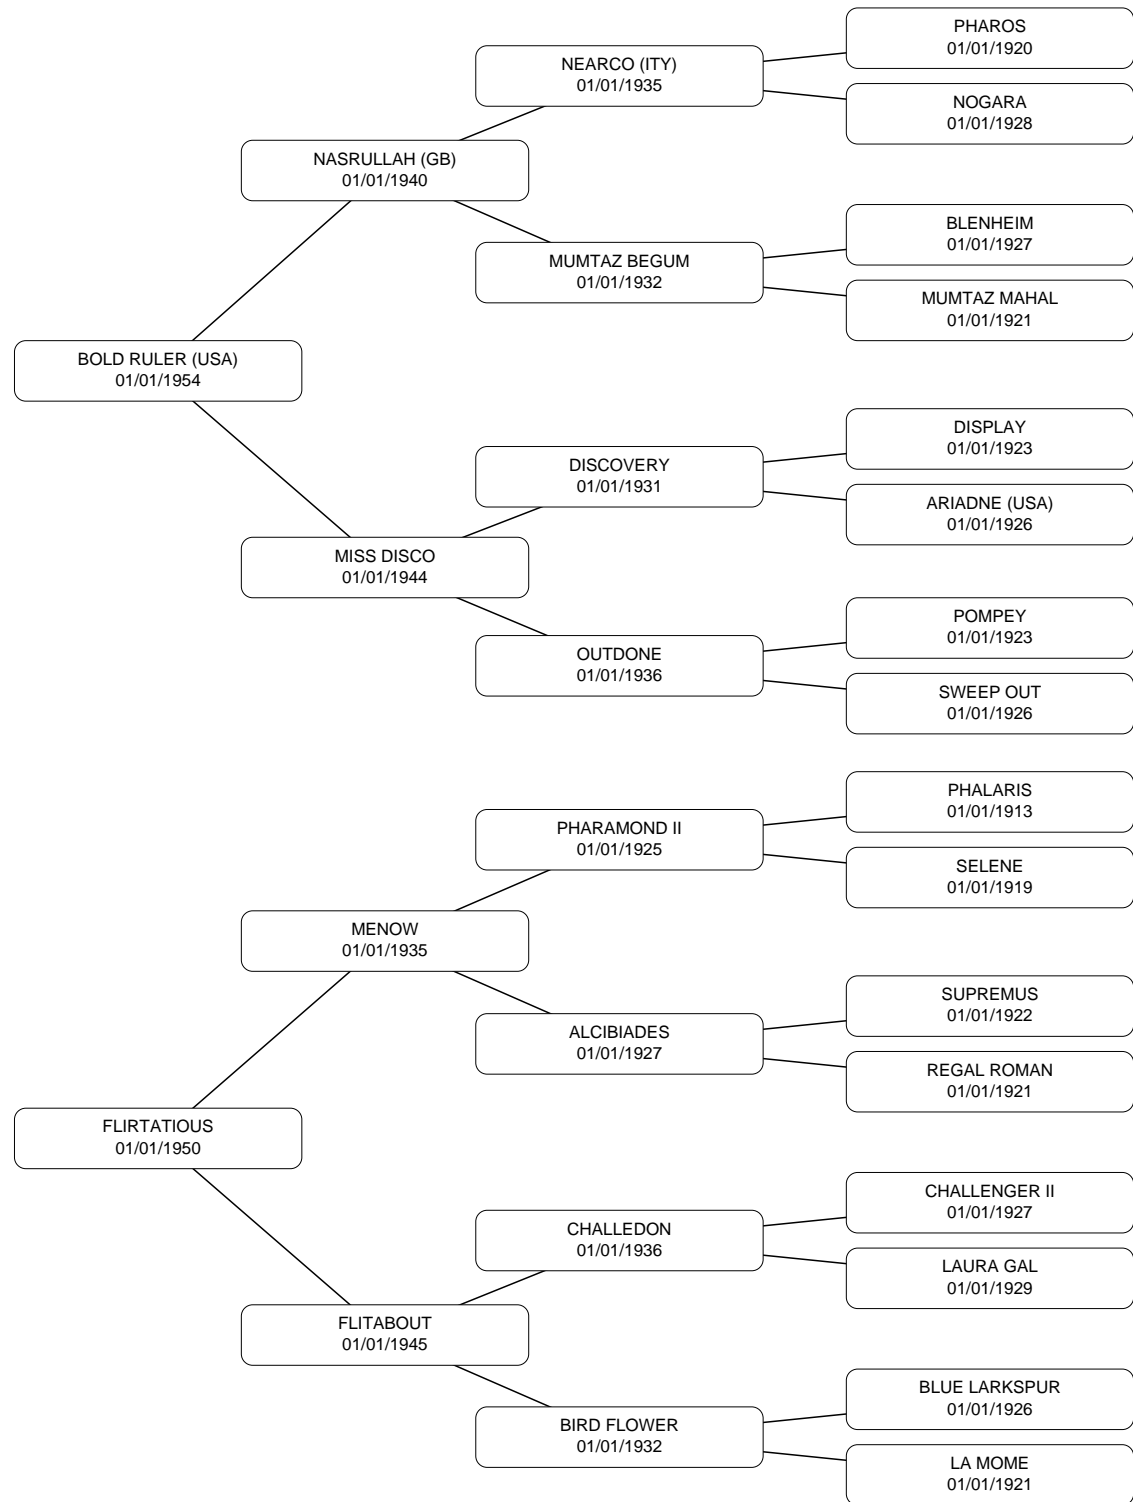 PHAROS
01/01/1920
NEARCO (ITY)
01/01/1935
NOGARA
01/01/1928
NASRULLAH (GB)
01/01/1940
BLENHEIM
01/01/1927
MUMTAZ BEGUM
01/01/1932
MUMTAZ MAHAL
01/01/1921
BOLD RULER (USA)
01/01/1954
DISPLAY
01/01/1923
DISCOVERY
01/01/1931
ARIADNE (USA)
01/01/1926
MISS DISCO
01/01/1944
POMPEY
01/01/1923
OUTDONE
01/01/1936
SWEEP OUT
01/01/1926
PHALARIS
01/01/1913
PHARAMOND II
01/01/1925
SELENE
01/01/1919
MENOW
01/01/1935
SUPREMUS
01/01/1922
ALCIBIADES
01/01/1927
REGAL ROMAN
01/01/1921
FLIRTATIOUS
01/01/1950
CHALLENGER II
01/01/1927
CHALLEDON
01/01/1936
LAURA GAL
01/01/1929
FLITABOUT
01/01/1945
BLUE LARKSPUR
01/01/1926
BIRD FLOWER
01/01/1932
LA MOME
01/01/1921